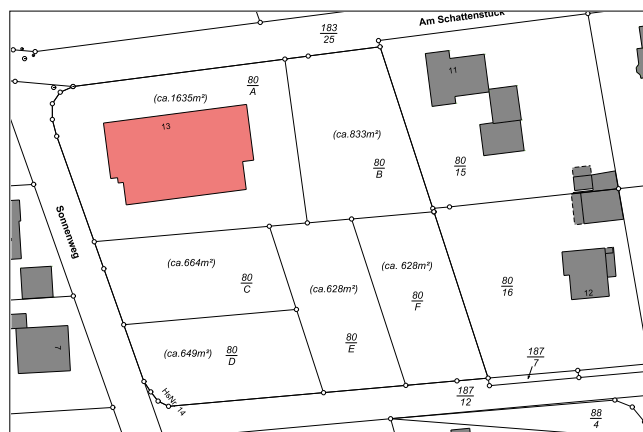 Am Schattenstück
183
25
11
80
A
(ca.1635m²)
13
(ca.833m²)
80
B
80
15
Sonnenweg
(ca.664m²)
80
C
(ca. 628m²)
(ca.628m²)
80
F
80
16
12
7
(ca.649m²)
80
D
80
E
187
7
HsNr. 14
187
12
88
4